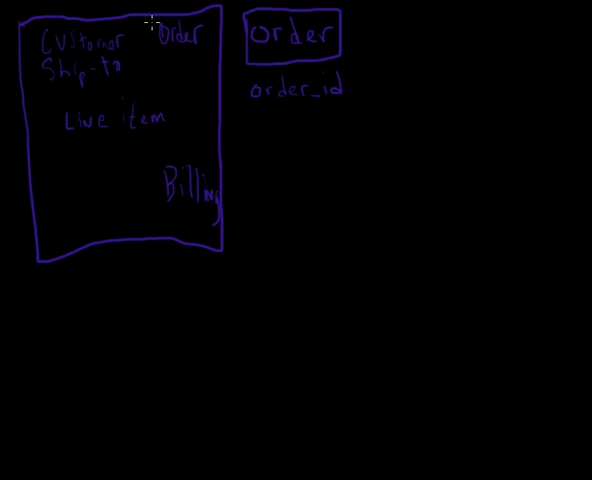 Customer Order
Ship-to
Line item
Billing
order
order_id